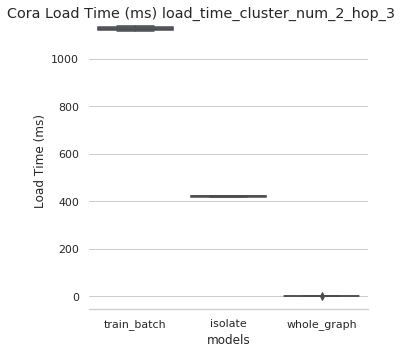 Cora Load Time (ms) load_time_cluster_num_2_hop_3
1000
800
600
400
200
0
Load Time (ms)
train_batch
isolate
whole_graph
models